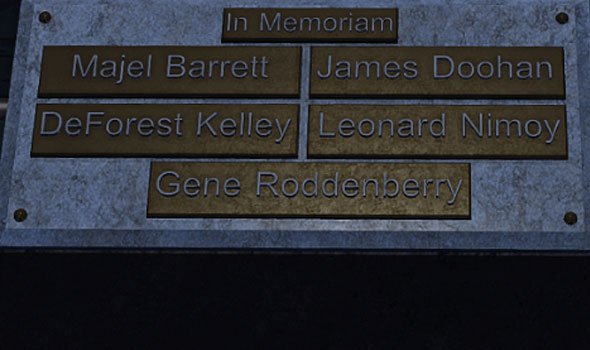 In Memoriam
Majel Barrett James Doohan
DeForest Kelley Leonard Nimoy
Gene Roddenberry